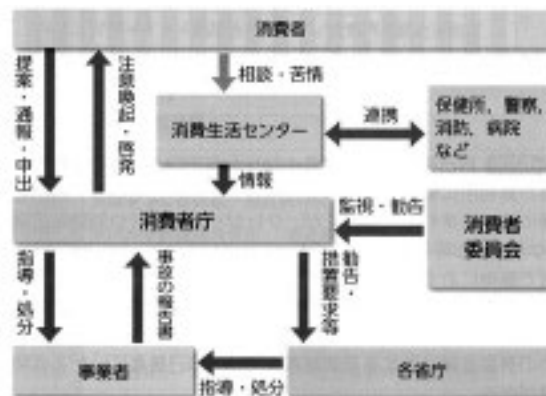 消費者
提案・通報・申出
注意喚起・啓発
相談・苦情
消費生活センター
連携
保健所，警察，
消防，病院
など
情報
消費者庁
監視・勧告
消費者
委員会
指導・処分
事故の報告書
勧告・
措置要求等
事業者
指導・処分
各省庁